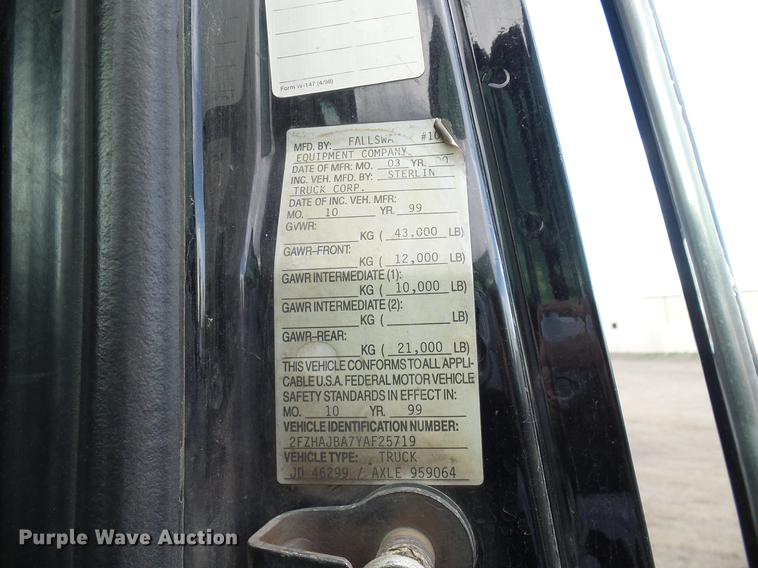 Form W-147 (4/98)
MFD. BY: #10
EQUIPMENT COMPANY
DATE OF MFR: MO. 03 YR. 00
INC. VEH. MFD. BY: STERLIN
TRUCK CORP.
DATE OF INC. VEH. MFR:
MO. 10 YR. 99
GVWR:
KG ( 43,000 LB)
GAWR-FRONT:
KG ( 12,000 LB)
GAWR INTERMEDIATE (1):
KG ( 10,000 LB)
GAWR INTERMEDIATE (2):
KG ( LB)
GAWR-REAR:
KG ( 21,000 LB)
THIS VEHICLE CONFORMS TO ALL APPLI-
CABLE U.S.A. FEDERAL MOTOR VEHICLE
SAFETY STANDARDS IN EFFECT IN:
MO. 10 YR. 99
VEHICLE IDENTIFICATION NUMBER:
2FZHAJBA7YAF25719
VEHICLE TYPE: TRUCK
JD 46299 / AXLE 959064
Purple Wave Auction